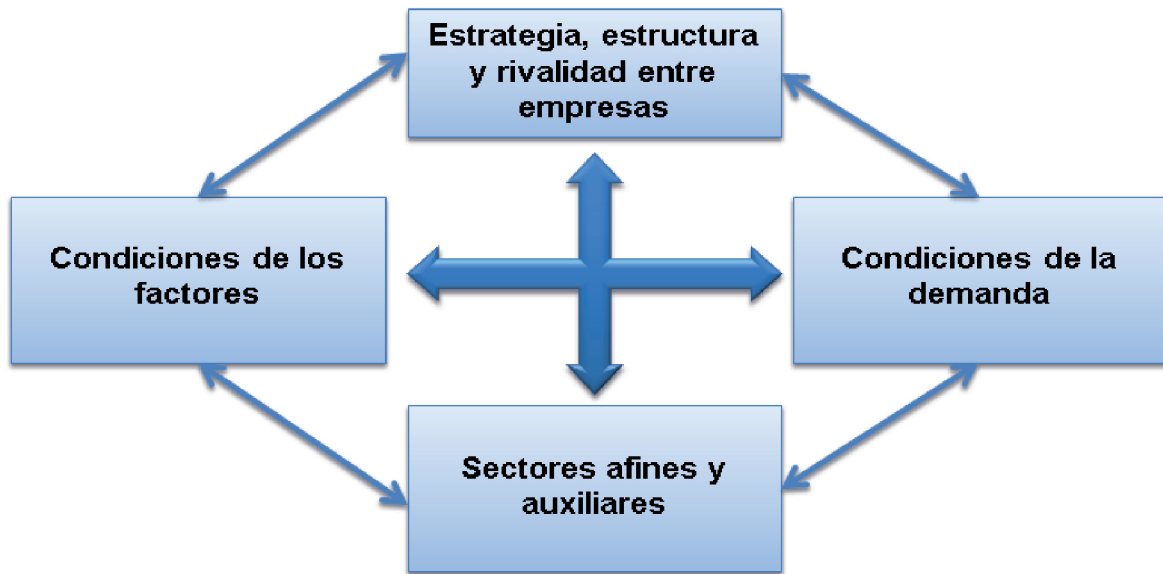 Estrategia, estructura
y rivalidad entre
empresas
Condiciones de los
factores
Condiciones de la
demanda
Sectores afines y
auxiliares